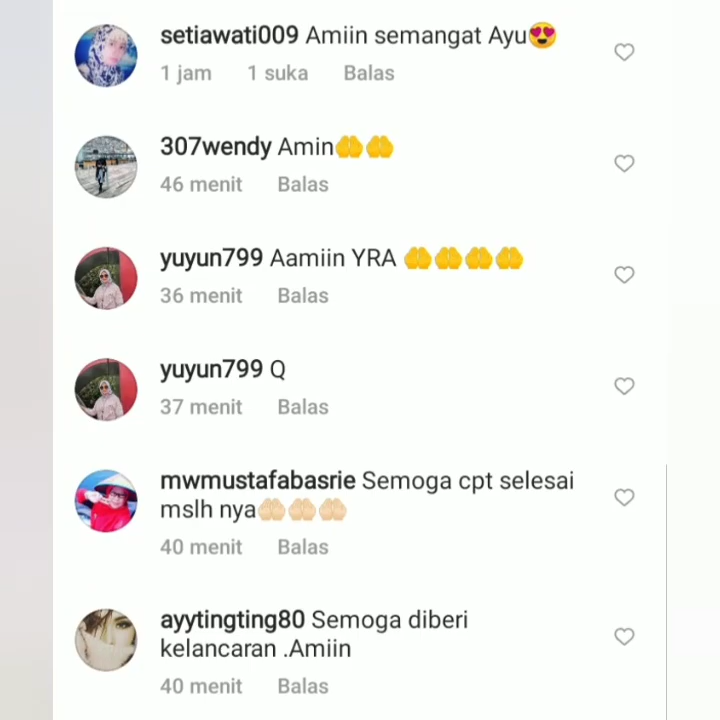 setiawati009 Amiin semangat Ayu😍
1 jam 1 suka Balas
307wendy Amin🤲🤲
46 menit Balas
yuyun799 Aamiin YRA 🤲🤲🤲🤲
36 menit Balas
yuyun799 Q
37 menit Balas
mwmustafabasrie Semoga cpt selesai
mslh nya🤲🏻🤲🏻🤲🏻
40 menit Balas
ayytingting80 Semoga diberi
kelancaran .Amiin
40 menit Balas